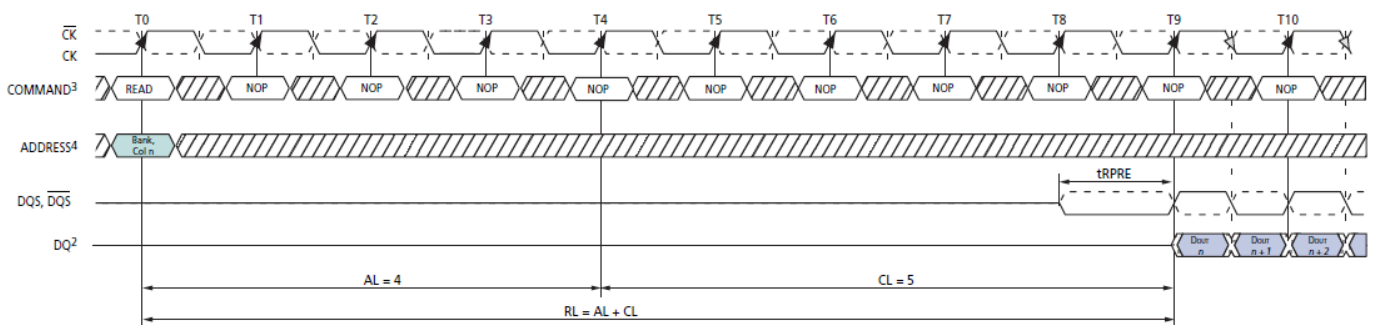 T0 T1 T2 T3 T4 T5 T6 T7 T8 T9 T10
CK
CK
COMMAND³ READ NOP NOP NOP NOP NOP NOP NOP NOP NOP NOP
ADDRESS⁴ Bank,
Col n
tRPRE
DQS, DQS
DQ² DOUT n DOUT n + 1 DOUT n + 2
AL = 4 CL = 5
RL = AL + CL